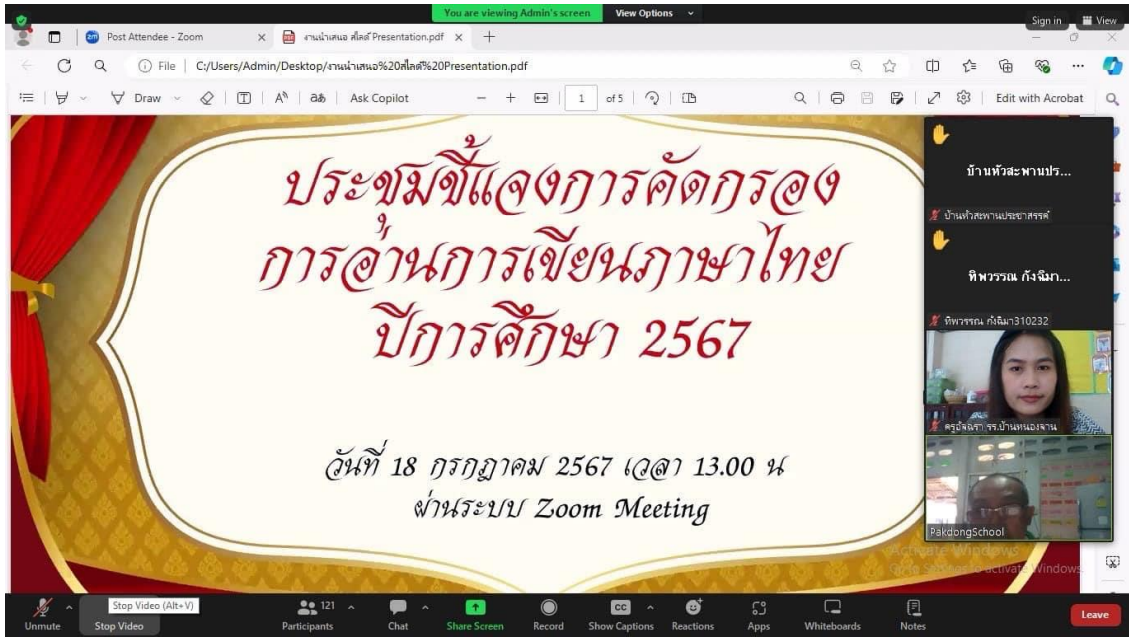 You are viewing Admin's screen View Options
Sign in View
Post Attendee - Zoom
งานนำเสนอ สไลด์ Presentation.pdf
File C:/Users/Admin/Desktop/งานนำเสนอ%20สไลด์%20Presentation.pdf
Draw
Ask Copilot
1 of 5
Edit with Acrobat
ประชุมชี้แจงการคัดกรอง
การอ่านการเขียนภาษาไทย
ปีการศึกษา 2567
วันที่ 18 กรกฎาคม 2567 เวลา 13.00 น
ผ่านระบบ Zoom Meeting
บ้านหัวสะพานปร...
บ้านหัวสะพานประชาสรรค์
ทิพวรรณ กังฉิมา...
ทิพวรรณ กังฉิมา310232
ครูอัจฉรา รร.บ้านหนองจาน
PakdongSchool
Activate Windows
Go to Settings to activate Windows
Stop Video (Alt+V)
Unmute
Stop Video
121
Participants
Chat
Share Screen
Record
CC
Show Captions
Reactions
Apps
Whiteboards
Notes
Leave